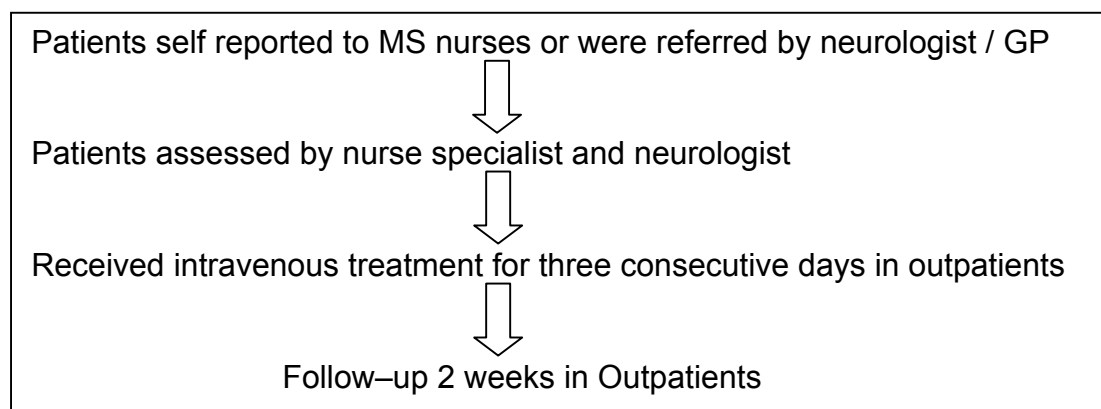 Patients self reported to MS nurses or were referred by neurologist / GP
Patients assessed by nurse specialist and neurologist
Received intravenous treatment for three consecutive days in outpatients
Follow–up 2 weeks in Outpatients